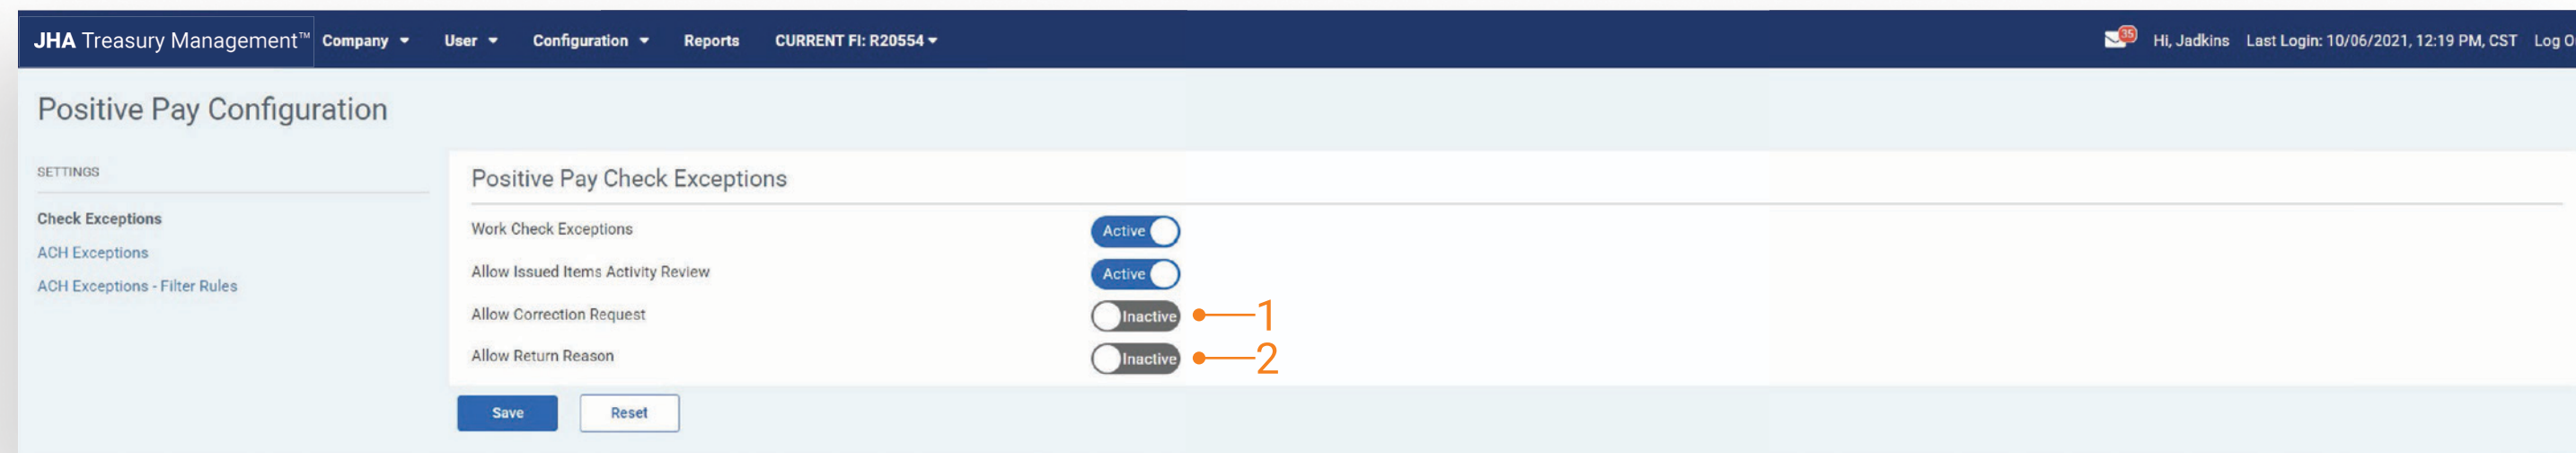 JHA Treasury Management™ Company User Configuration Reports CURRENT FI: R20554 35 Hi, Jadkins Last Login: 10/06/2021, 12:19 PM, CST Log O
Positive Pay Configuration
SETTINGS
Check Exceptions
ACH Exceptions
ACH Exceptions - Filter Rules
Positive Pay Check Exceptions
Work Check Exceptions Active
Allow Issued Items Activity Review Active
Allow Correction Request Inactive 1
Allow Return Reason Inactive 2
Save Reset